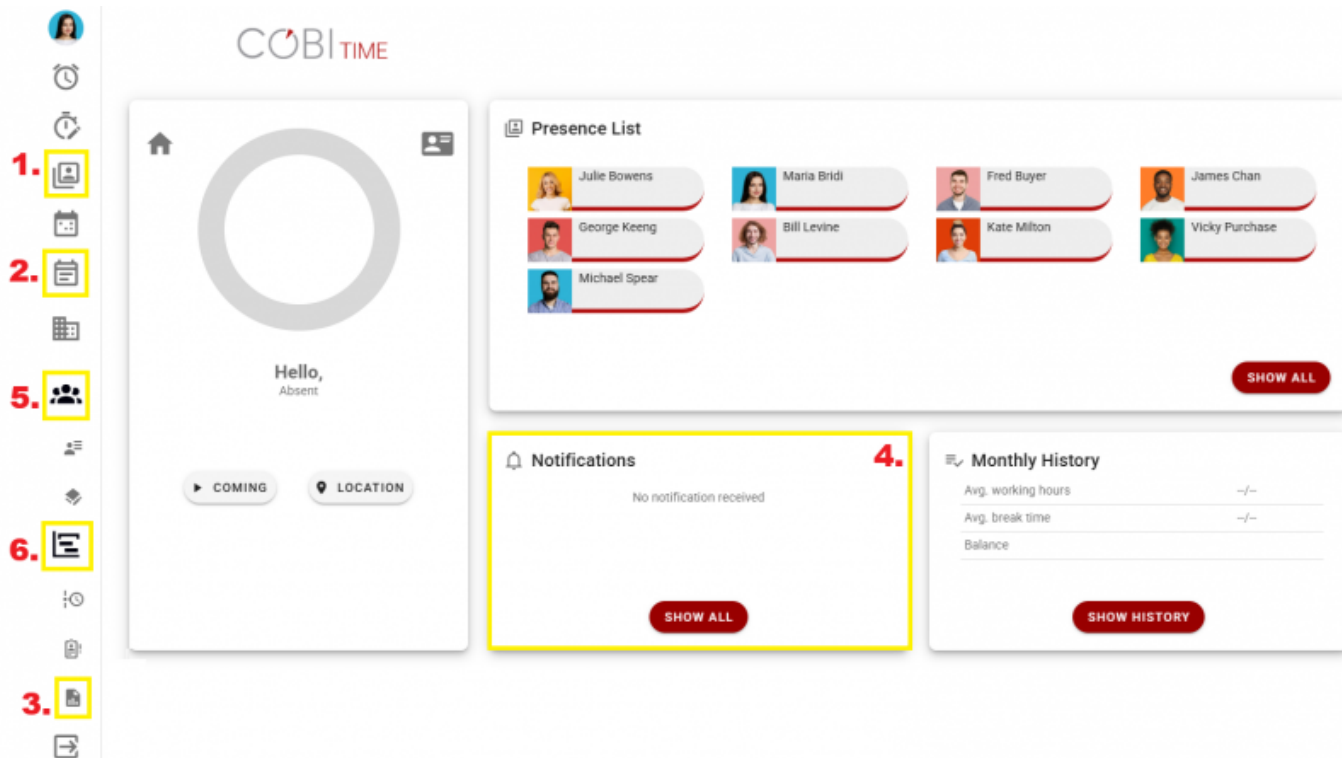 COBI TIME
1.
2.
5.
6.
3.
Hello,
Absent
COMING
LOCATION
Presence List
Julie Bowens
Maria Bridi
Fred Buyer
James Chan
George Keeng
Bill Levine
Kate Milton
Vicky Purchase
Michael Spear
SHOW ALL
Notifications
4.
No notification received
SHOW ALL
Monthly History
Avg. working hours --/--
Avg. break time --/--
Balance
SHOW HISTORY